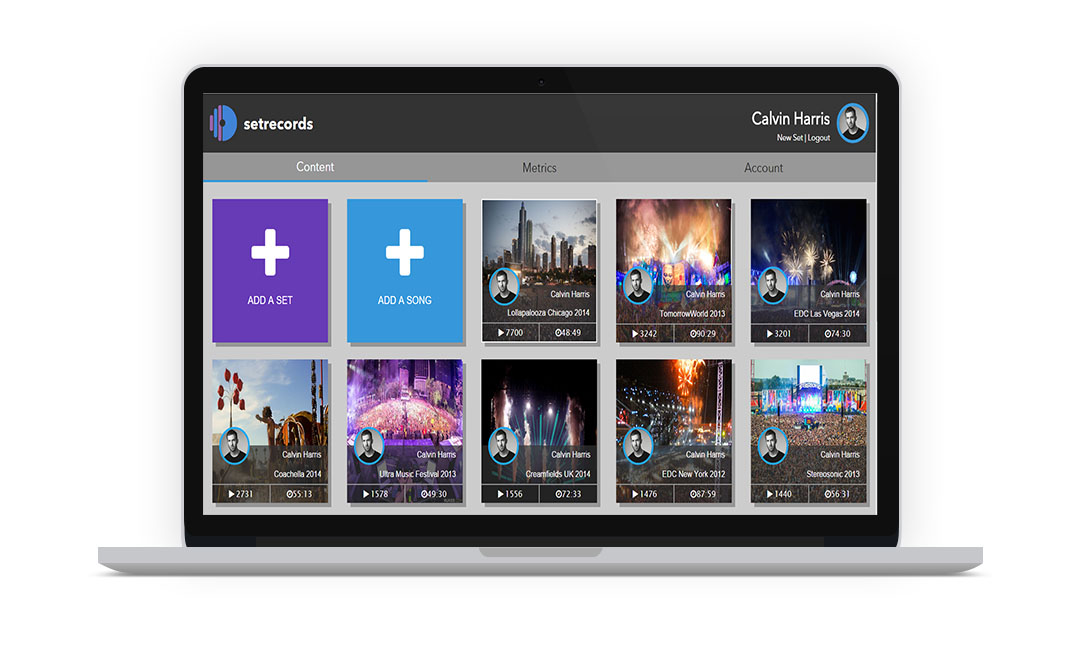 setrecords
Calvin Harris
New Set | Logout
Content
Metrics
Account
ADD A SET
ADD A SONG
Calvin Harris
Lollapalooza Chicago 2014
7700
48:49
Calvin Harris
TomorrowWorld 2013
3242
90:29
Calvin Harris
EDC Las Vegas 2014
3201
74:30
Calvin Harris
Coachella 2014
2731
55:13
Calvin Harris
Ultra Music Festival 2013
1578
49:30
Calvin Harris
Creamfields UK 2014
1556
72:33
Calvin Harris
EDC New York 2012
1476
87:59
Calvin Harris
Stereosonic 2013
1440
56:31